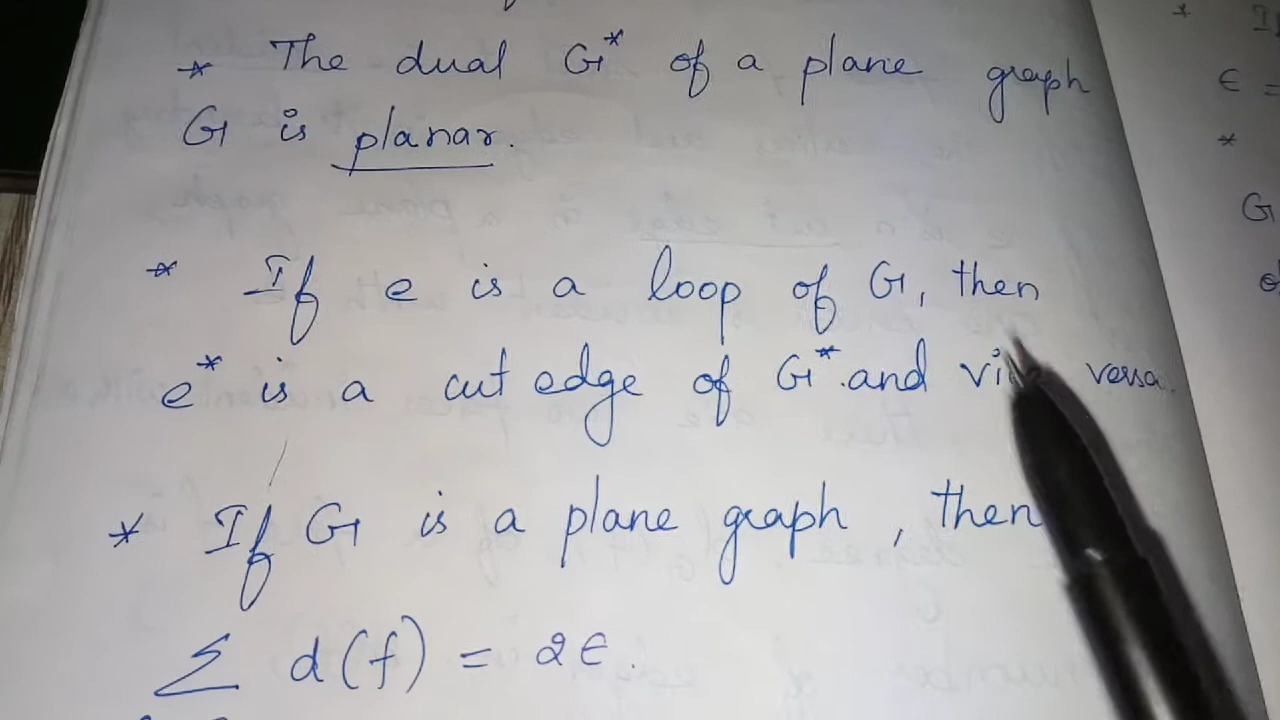 * The dual G* of a plane graph
G is planar.
* If e is a loop of G, then
e* is a cut edge of G* and versa.
* If G is a plane graph, then
Σ d(f) = 2ϵ.
*
ϵ =
*
G